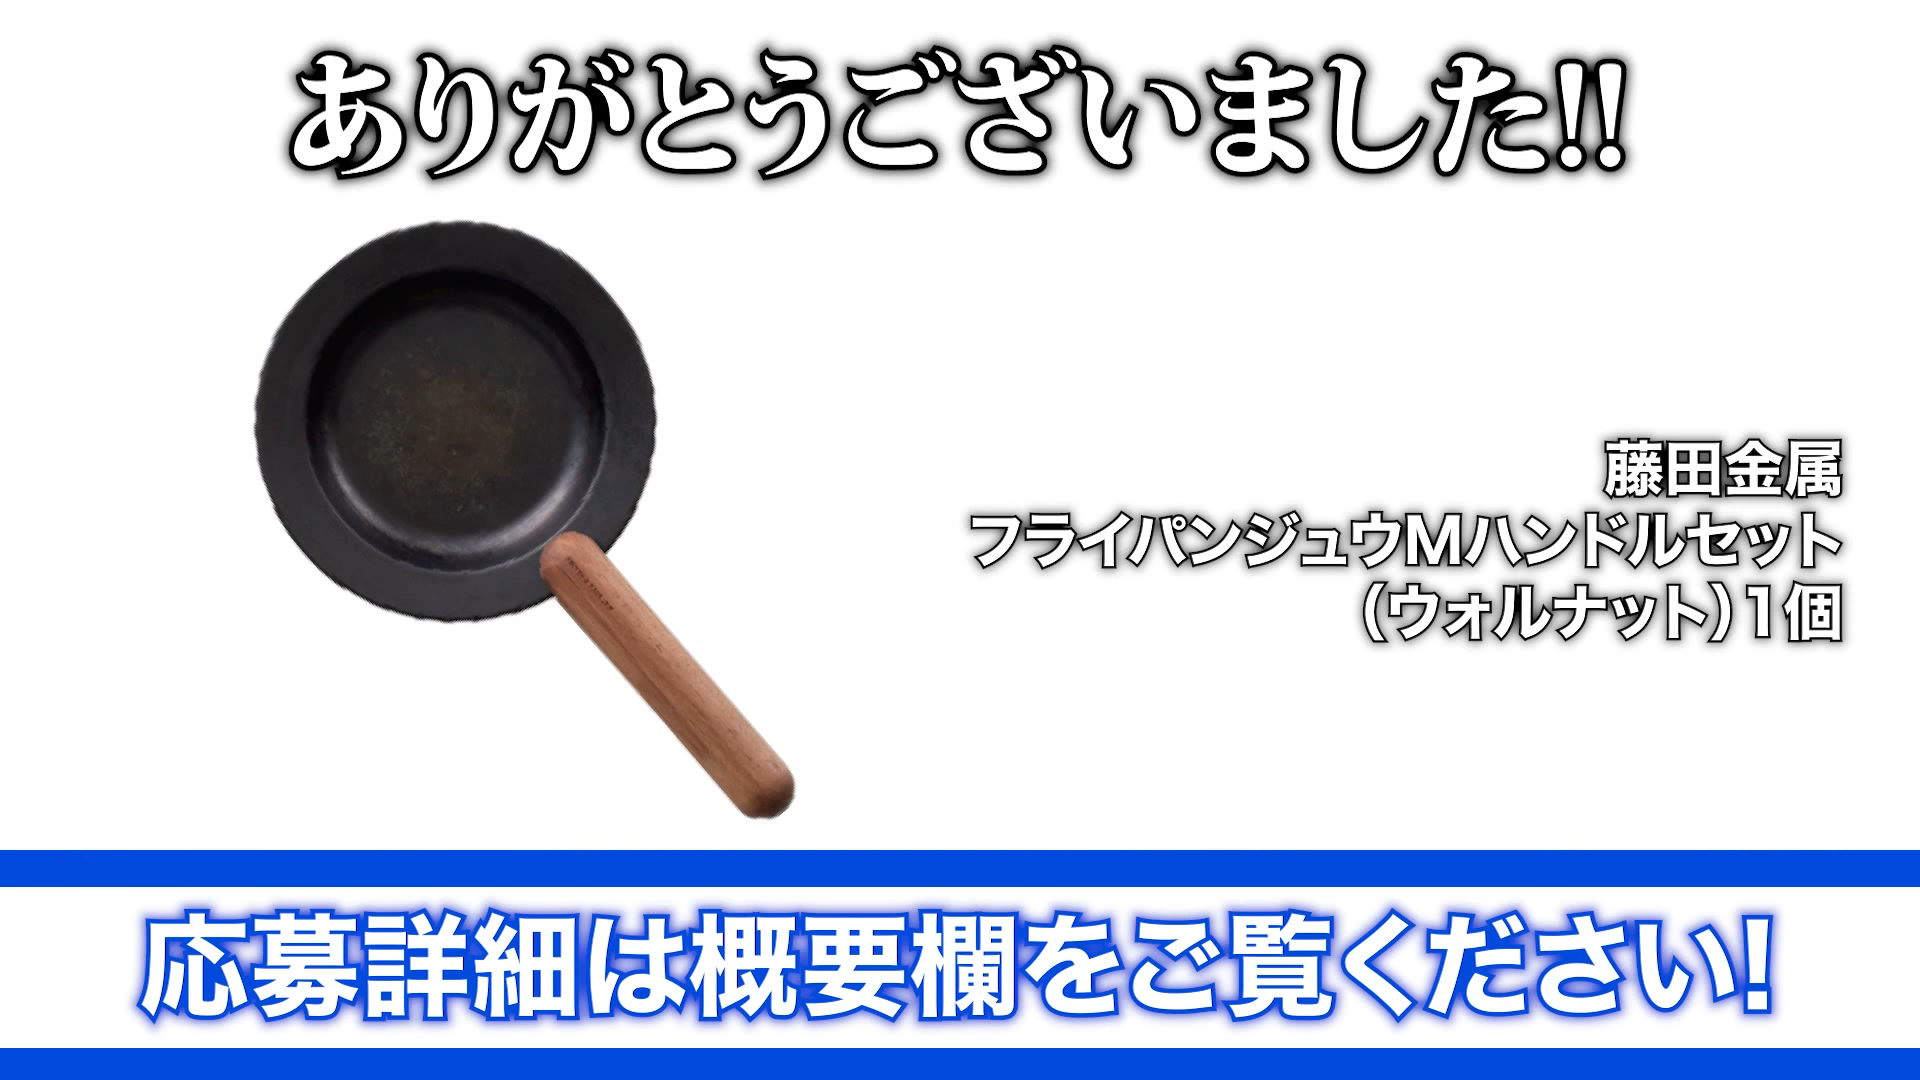 ありがとうございました!!
藤田金属
フライパンジュウMハンドルセット
（ウォルナット）1個
応募詳細は概要欄をご覧ください!